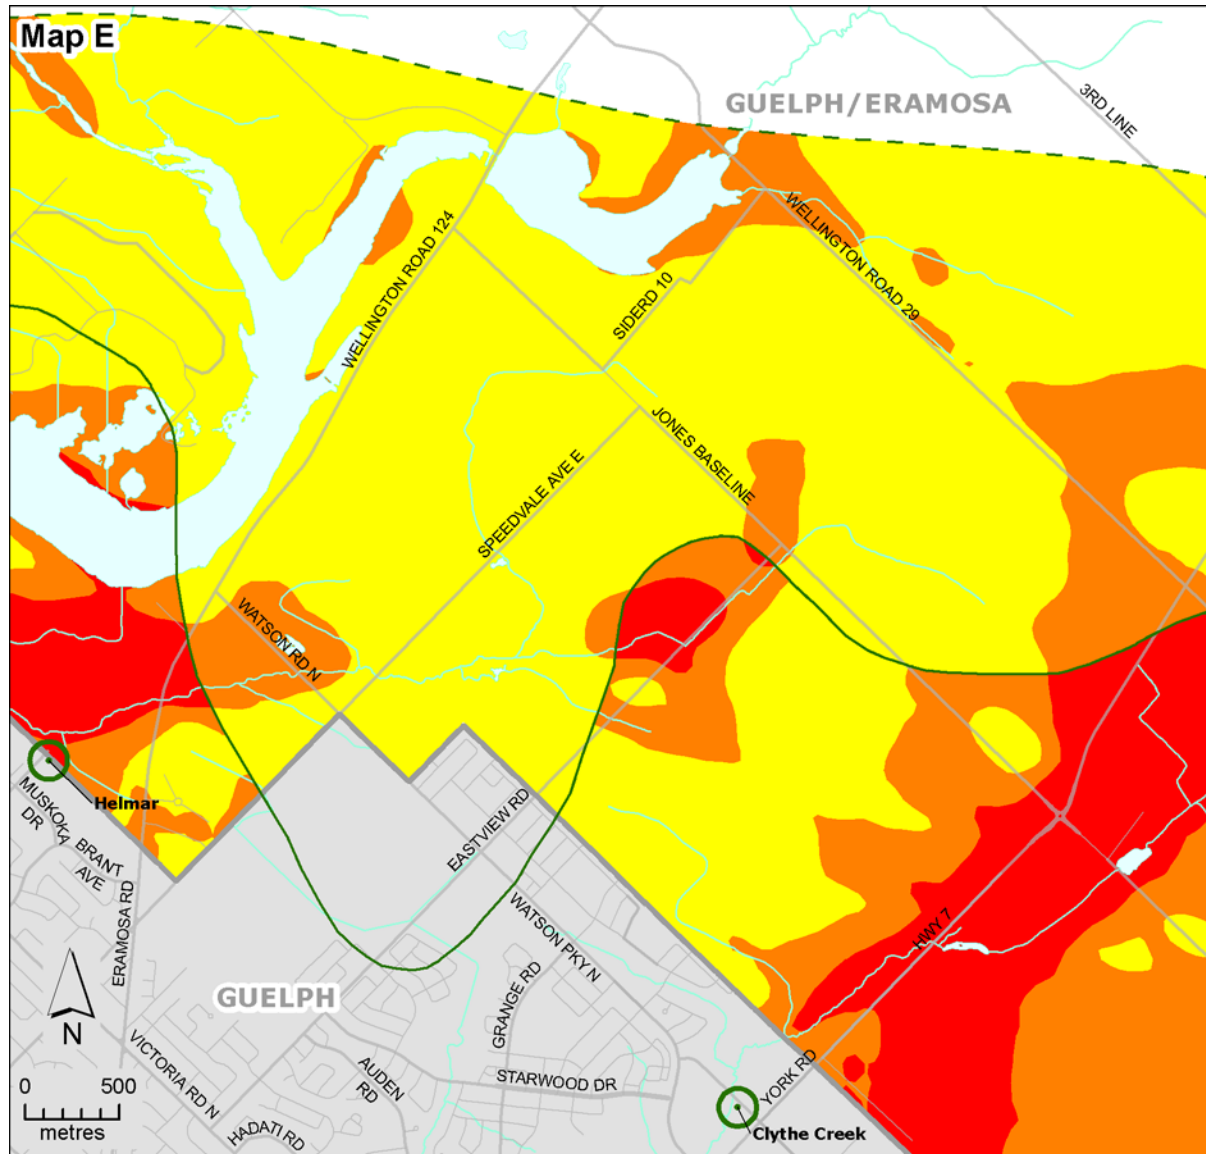 Map E
GUELPH/ERAMOSA
3RD LINE
WELLINGTON ROAD 124
WELLINGTON ROAD 29
SIDERD 10
JONES BASELINE
SPEEDVALE AVE E
WATSON RD N
Helmar
MUSKOKA
DR
BRANT
AVE
ERAMOSA RD
EASTVIEW RD
WATSON PKY N
HWY 7
GUELPH
GRANGE RD
N
VICTORIA RD N
AUDEN
RD
STARWOOD DR
YORK RD
0 500
metres
HADATI RD
Clythe Creek